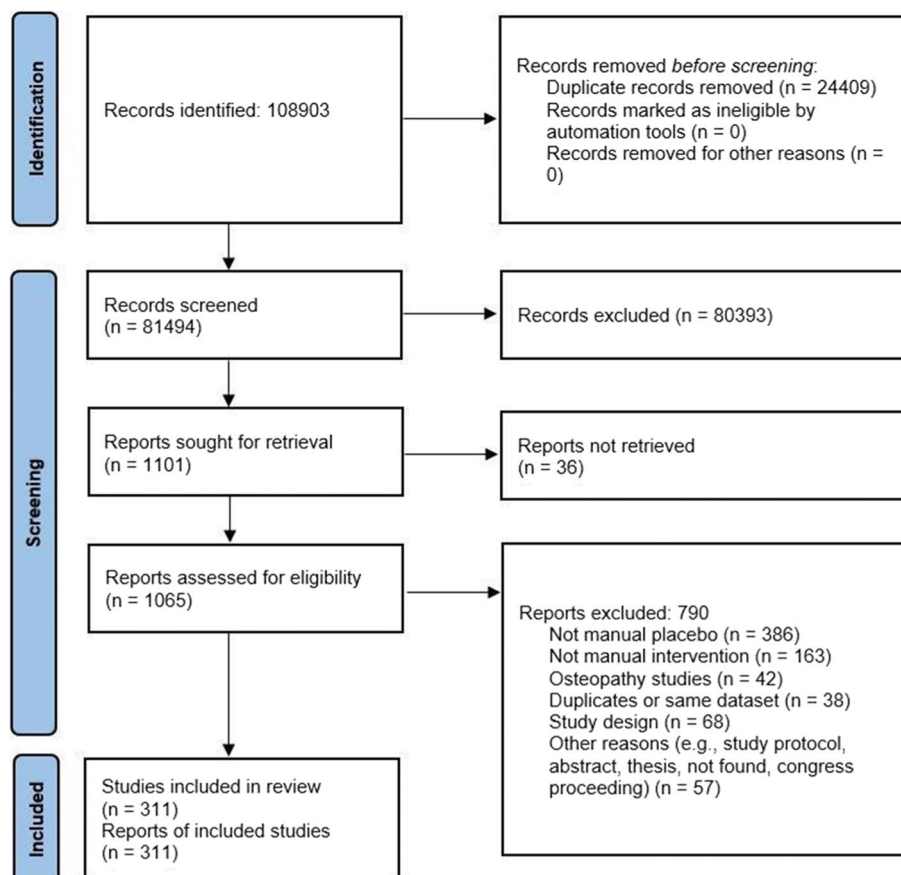 Identification
Records identified: 108903
Records removed before screening:
Duplicate records removed (n = 24409)
Records marked as ineligible by
automation tools (n = 0)
Records removed for other reasons (n =
0)
Screening
Records screened
(n = 81494)
Records excluded (n = 80393)
Reports sought for retrieval
(n = 1101)
Reports not retrieved
(n = 36)
Reports assessed for eligibility
(n = 1065)
Reports excluded: 790
Not manual placebo (n = 386)
Not manual intervention (n = 163)
Osteopathy studies (n = 42)
Duplicates or same dataset (n = 38)
Study design (n = 68)
Other reasons (e.g., study protocol,
abstract, thesis, not found, congress
proceeding) (n = 57)
Included
Studies included in review
(n = 311)
Reports of included studies
(n = 311)